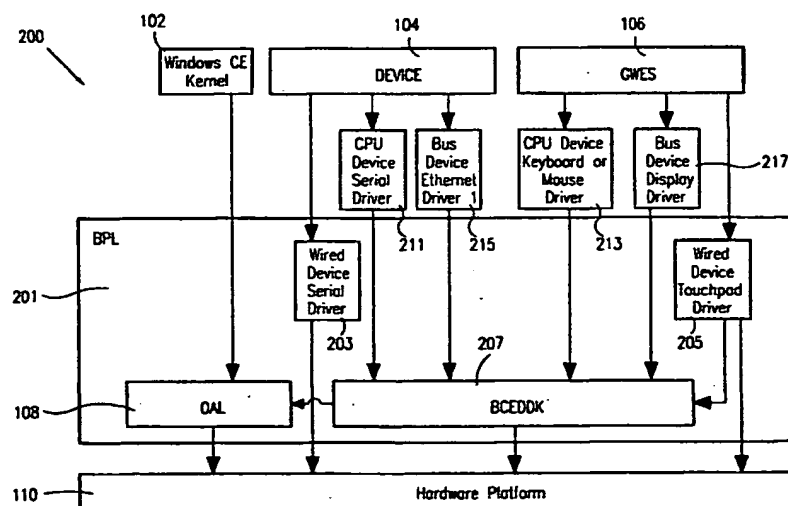 200
102
104
106
Windows CE
Kernel
DEVICE
GWES
CPU
Device
Serial
Driver
211
Bus
Device
Ethernet
Driver 1
215
CPU Device
Keyboard or
Mouse
Driver
213
Bus
Device
Display
Driver
217
BPL
201
Wired
Device
Serial
Driver
203
Wired
Device
Touchpad
Driver
205
207
108
OAL
BCEDDK
110
Hardware Platform